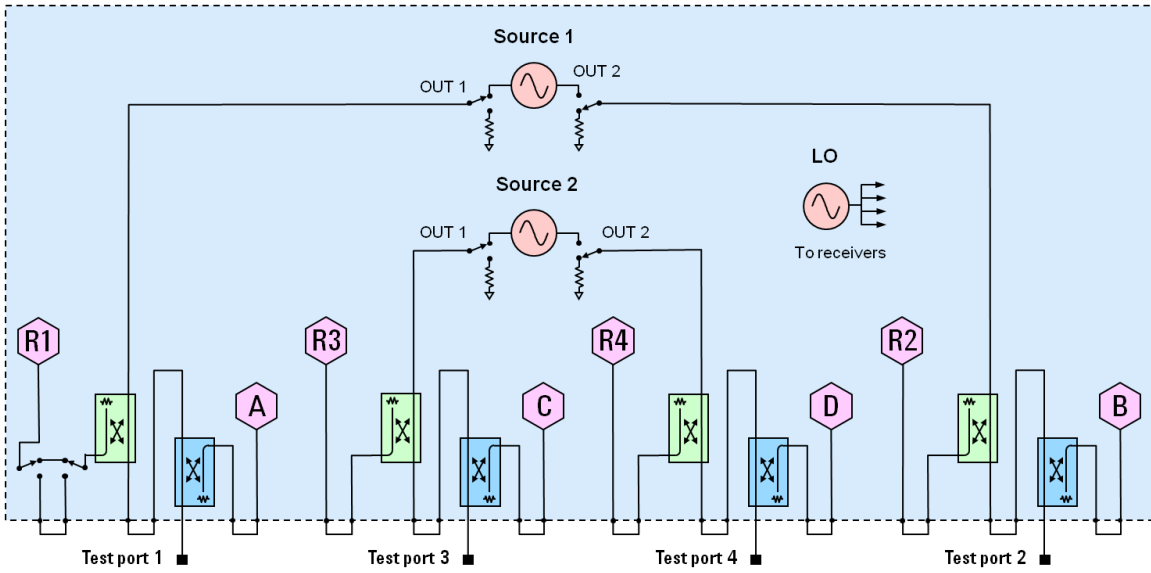 Source 1
OUT 1
OUT 2
LO
Source 2
OUT 1
OUT 2
To receivers
R1
R3
R4
R2
A
C
D
B
Test port 1
Test port 3
Test port 4
Test port 2